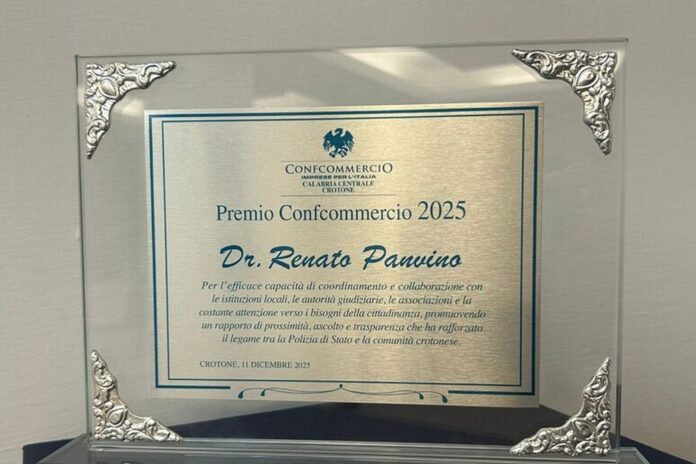 CONFCOMMERCIO
IMPRESE PER L'ITALIA
CALABRIA CENTRALE
CROTONE
Premio Confcommercio 2025
Dr. Renato Panvino
Per l'efficace capacità di coordinamento e collaborazione con
le istituzioni locali, le autorità giudiziarie, le associazioni e la
costante attenzione verso i bisogni della cittadinanza, promuovendo
un rapporto di prossimità, ascolto e trasparenza che ha rafforzato
il legame tra la Polizia di Stato e la comunità crotonese.
CROTONE, 11 DICEMBRE 2025